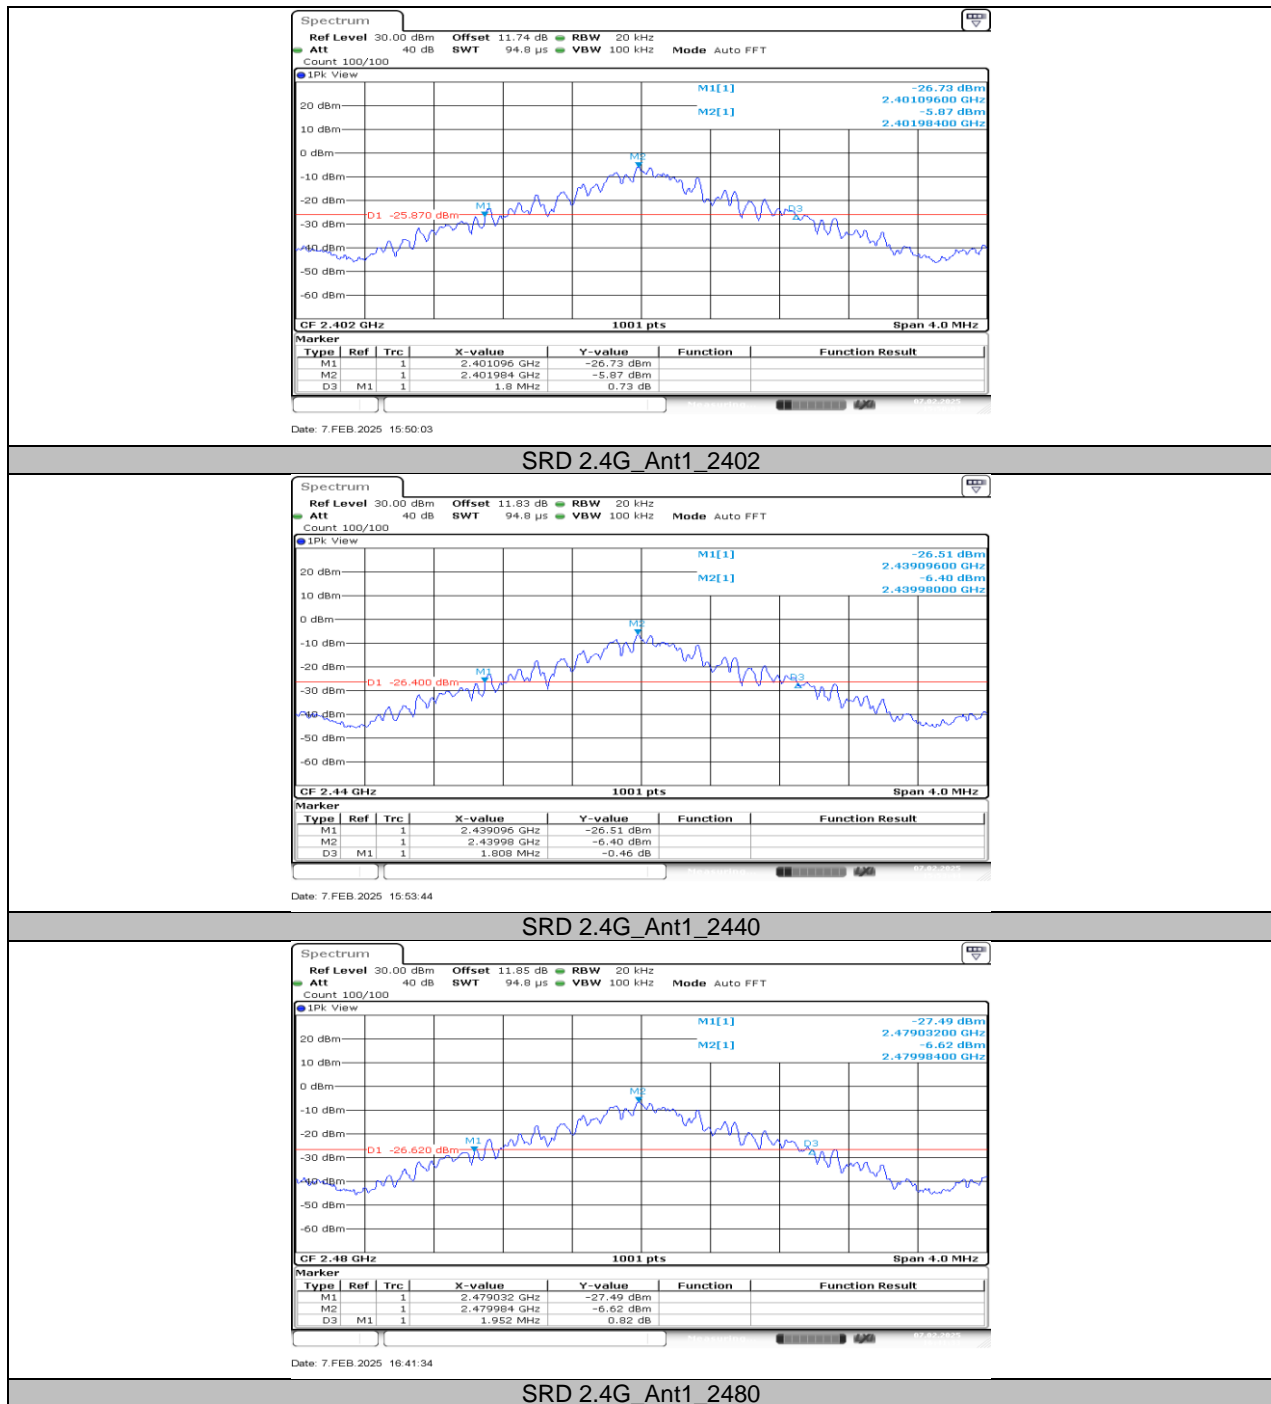 Spectrum
Ref Level 30.00 dBm Offset 11.74 dB RBW 20 kHz
Att 40 dB SWT 94.8 µs VBW 100 kHz Mode Auto FFT
Count 100/100
1Pk View
M1[1] -26.73 dBm
2.40109600 GHz
20 dBm
M2[1] -5.87 dBm
2.40198400 GHz
10 dBm
0 dBm
M2
-10 dBm
-20 dBm
M1
D3
D1 -25.870 dBm
-30 dBm
-40 dBm
-50 dBm
-60 dBm
CF 2.402 GHz 1001 pts Span 4.0 MHz
Marker
Type Ref Trc X-value Y-value Function Function Result
M1 1 2.401096 GHz -26.73 dBm
M2 1 2.401984 GHz -5.87 dBm
D3 M1 1 1.8 MHz 0.73 dB
Date: 7.FEB.2025 15:50:03
SRD 2.4G_Ant1_2402
Spectrum
Ref Level 30.00 dBm Offset 11.83 dB RBW 20 kHz
Att 40 dB SWT 94.8 µs VBW 100 kHz Mode Auto FFT
Count 100/100
1Pk View
M1[1] -26.51 dBm
2.43909600 GHz
20 dBm
M2[1] -6.40 dBm
2.43998000 GHz
10 dBm
0 dBm
M2
-10 dBm
-20 dBm
M1
D3
D1 -26.400 dBm
-30 dBm
-40 dBm
-50 dBm
-60 dBm
CF 2.44 GHz 1001 pts Span 4.0 MHz
Marker
Type Ref Trc X-value Y-value Function Function Result
M1 1 2.439096 GHz -26.51 dBm
M2 1 2.43998 GHz -6.40 dBm
D3 M1 1 1.808 MHz -0.46 dB
Date: 7.FEB.2025 15:53:44
SRD 2.4G_Ant1_2440
Spectrum
Ref Level 30.00 dBm Offset 11.85 dB RBW 20 kHz
Att 40 dB SWT 94.8 µs VBW 100 kHz Mode Auto FFT
Count 100/100
1Pk View
M1[1] -27.49 dBm
2.47903200 GHz
20 dBm
M2[1] -6.62 dBm
2.47998400 GHz
10 dBm
0 dBm
M2
-10 dBm
-20 dBm
M1
D3
D1 -26.620 dBm
-30 dBm
-40 dBm
-50 dBm
-60 dBm
CF 2.48 GHz 1001 pts Span 4.0 MHz
Marker
Type Ref Trc X-value Y-value Function Function Result
M1 1 2.479032 GHz -27.49 dBm
M2 1 2.479984 GHz -6.62 dBm
D3 M1 1 1.952 MHz 0.82 dB
Date: 7.FEB.2025 16:41:34
SRD 2.4G_Ant1_2480